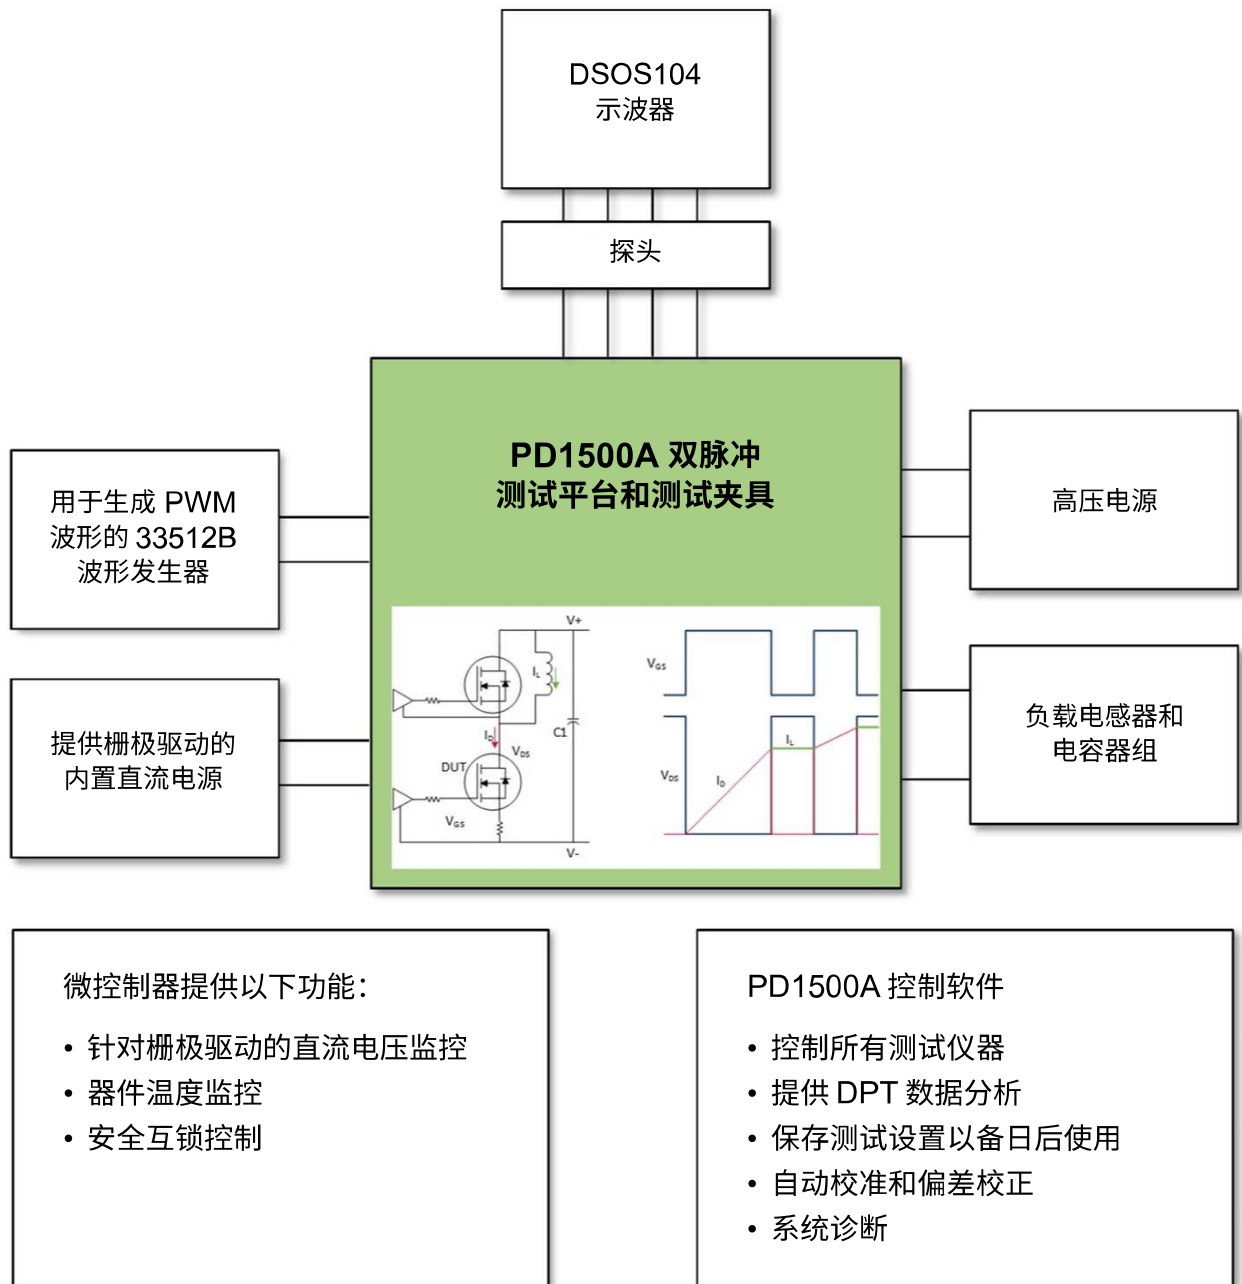 DSOS104
示波器
探头
PD1500A 双脉冲
测试平台和测试夹具
用于生成 PWM
波形的 33512B
波形发生器
高压电源
提供栅极驱动的
内置直流电源
负载电感器和
电容器组
V+
IL
C1
ID
VDS
DUT
VGS
V-
VGS
IL
VDS
ID
微控制器提供以下功能：
• 针对栅极驱动的直流电压监控
• 器件温度监控
• 安全互锁控制
PD1500A 控制软件
• 控制所有测试仪器
• 提供 DPT 数据分析
• 保存测试设置以备日后使用
• 自动校准和偏差校正
• 系统诊断